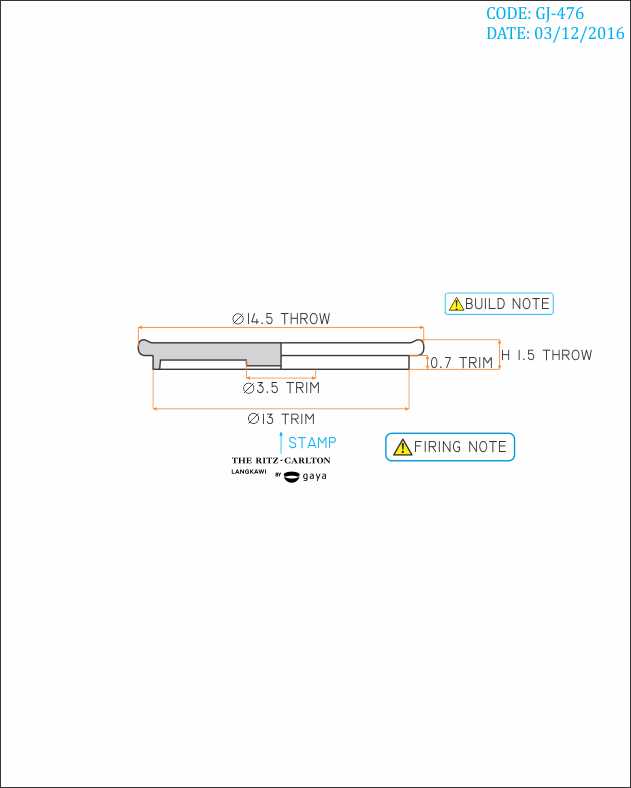 CODE: GJ-476
DATE: 03/12/2016
BUILD NOTE
Ø14.5 THROW
H 1.5 THROW
0.7 TRIM
Ø3.5 TRIM
Ø13 TRIM
STAMP
FIRING NOTE
THE RITZ-CARLTON
LANGKAWI BY gaya